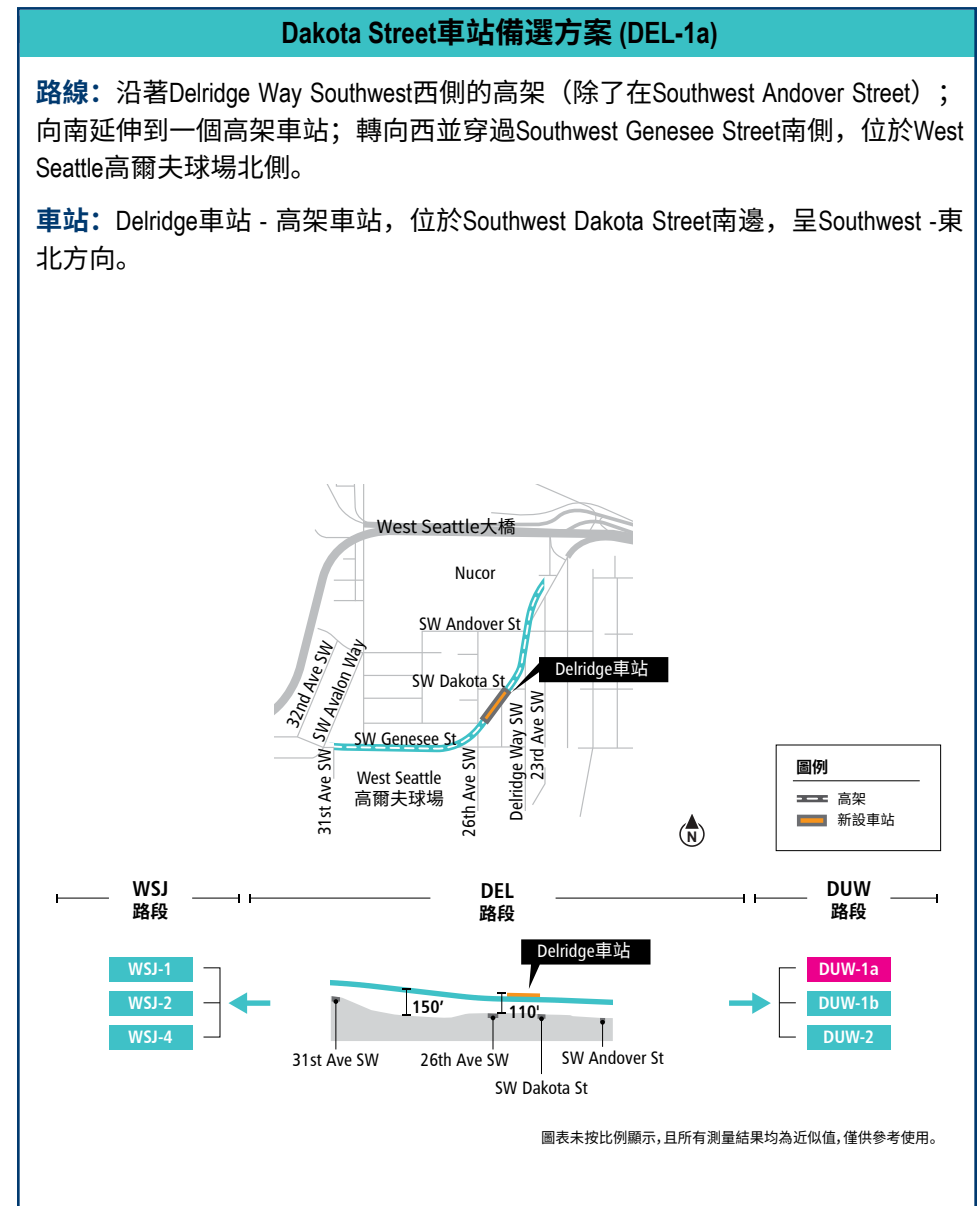 Dakota Street車站備選方案 (DEL-1a)
路線：沿著Delridge Way Southwest西側的高架（除了在Southwest Andover Street）；
向南延伸到一個高架車站；轉向西並穿過Southwest Genesee Street南側，位於West
Seattle高爾夫球場北側。
車站：Delridge車站 - 高架車站，位於Southwest Dakota Street南邊，呈Southwest -東
北方向。
West Seattle大橋
Nucor
SW Andover St
Delridge車站
SW Dakota St
32nd Ave SW
SW Avalon Way
SW Genesee St
31st Ave SW
West Seattle
高爾夫球場
26th Ave SW
Delridge Way SW
23rd Ave SW
N
圖例
高架
新設車站
WSJ
路段
DEL
路段
DUW
路段
WSJ-1
WSJ-2
WSJ-4
Delridge車站
150'
110'
31st Ave SW
26th Ave SW
SW Andover St
SW Dakota St
DUW-1a
DUW-1b
DUW-2
圖表未按比例顯示，且所有測量結果均為近似值，僅供參考使用。